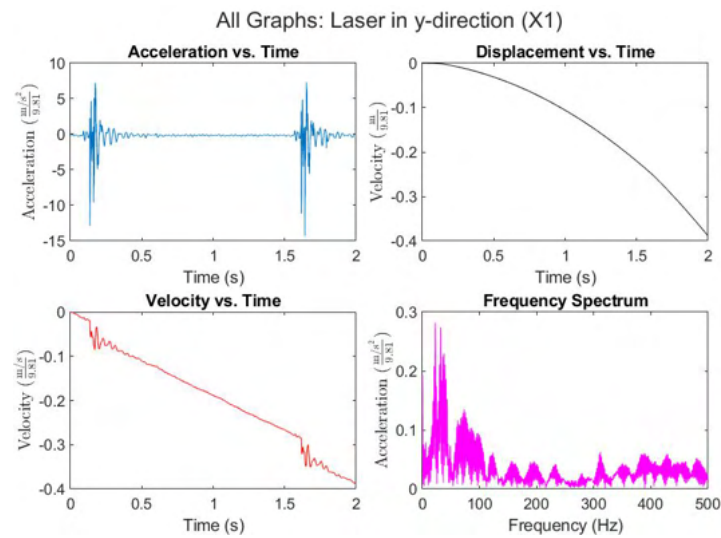 All Graphs: Laser in y-direction (X1)
Acceleration vs. Time
Acceleration (m/s²/9.81)
10
5
0
-5
-10
-15
0 0.5 1 1.5 2
Time (s)
Displacement vs. Time
Velocity (m/9.81)
0
-0.1
-0.2
-0.3
-0.4
0 0.5 1 1.5 2
Time (s)
Velocity vs. Time
Velocity (m/s/9.81)
0
-0.1
-0.2
-0.3
-0.4
0 0.5 1 1.5 2
Time (s)
Frequency Spectrum
Acceleration (m/s²/9.81)
0.3
0.2
0.1
0
0 100 200 300 400 500
Frequency (Hz)